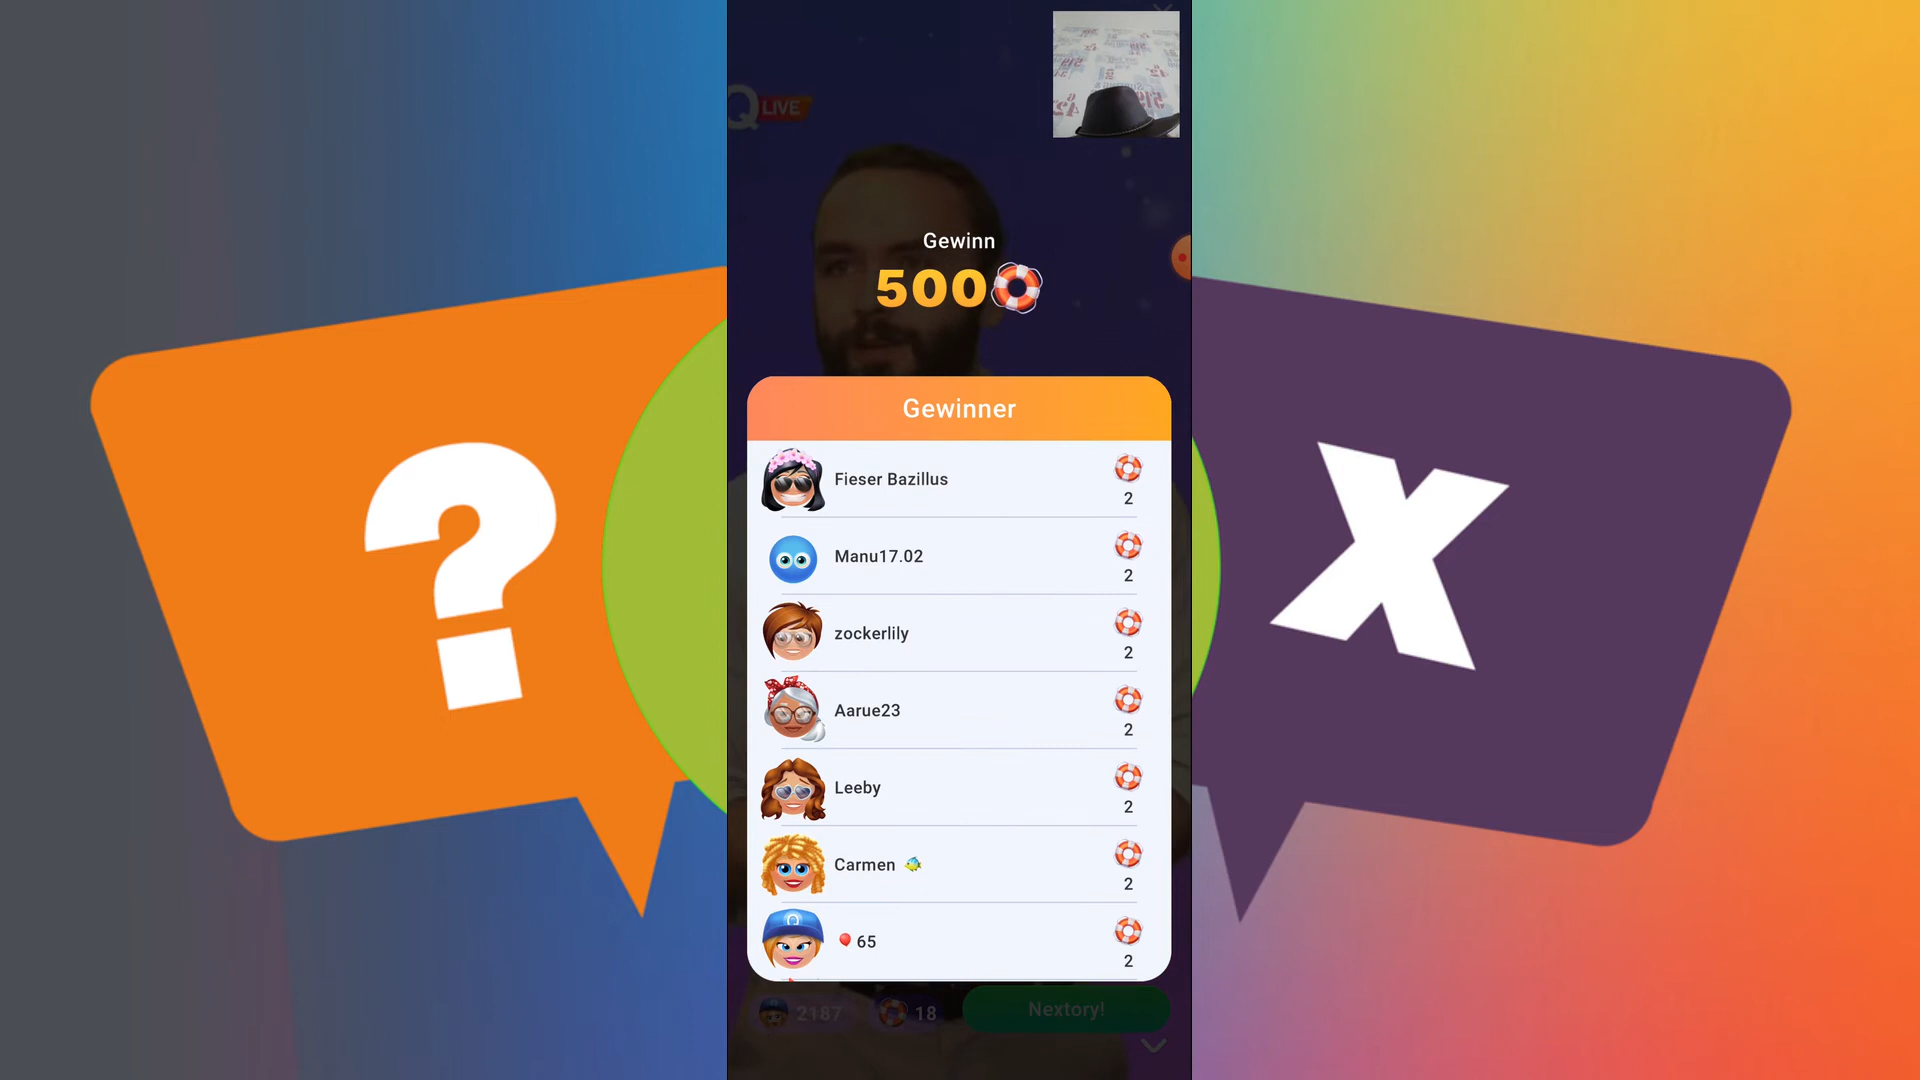 Q LIVE
Gewinn
500
Gewinner
Fieser Bazillus
2
Manu17.02
2
zockerlily
2
Aarue23
2
Leeby
2
Carmen
2
65
2
2187
18
Nextory!
?
X